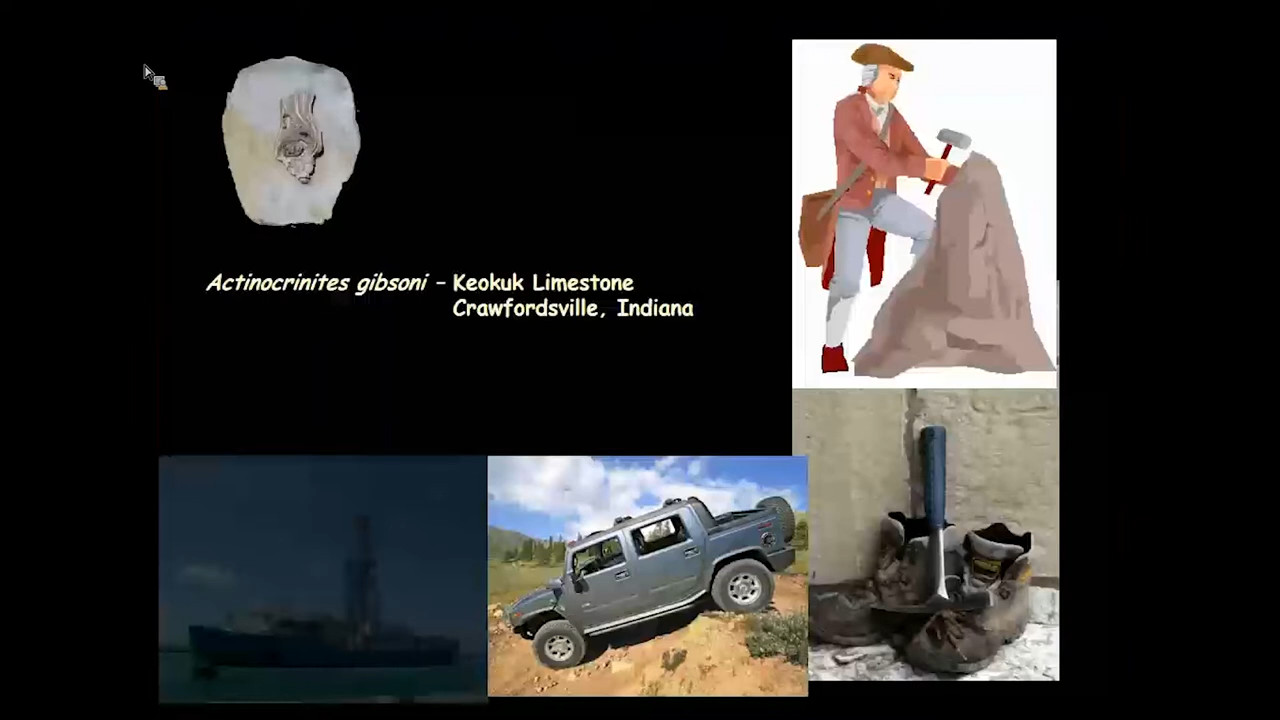 Actinocrinites gibsoni – Keokuk Limestone
Crawfordsville, Indiana